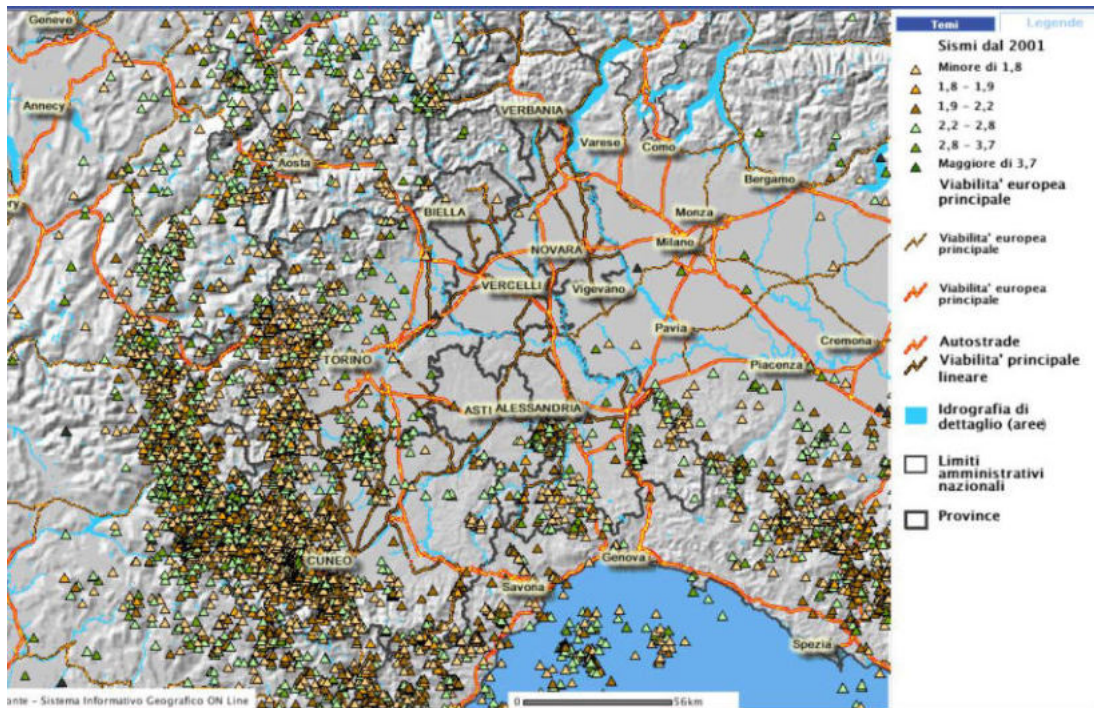 Temi
Legende
Sismi dal 2001
Minore di 1,8
1,8 - 1,9
1,9 - 2,2
2,2 - 2,8
2,8 - 3,7
Maggiore di 3,7
Viabilita' europea
principale
Viabilita' europea
principale
Viabilita' europea
principale
Autostrade
Viabilita' principale
lineare
Idrografia di
dettaglio (aree)
Limiti
amministrativi
nazionali
Province
Geneve
Annecy
ry
Aosta
VERBANIA
Varese
Como
Bergamo
BIELLA
Monza
NOVARA
Milano
VERCELLI
Vigevano
TORINO
Pavia
Cremona
Piacenza
ASTI
ALESSANDRIA
CUNEO
Genova
Savona
Spezia
onte - Sistema Informativo Geografico ON Line
0
56km